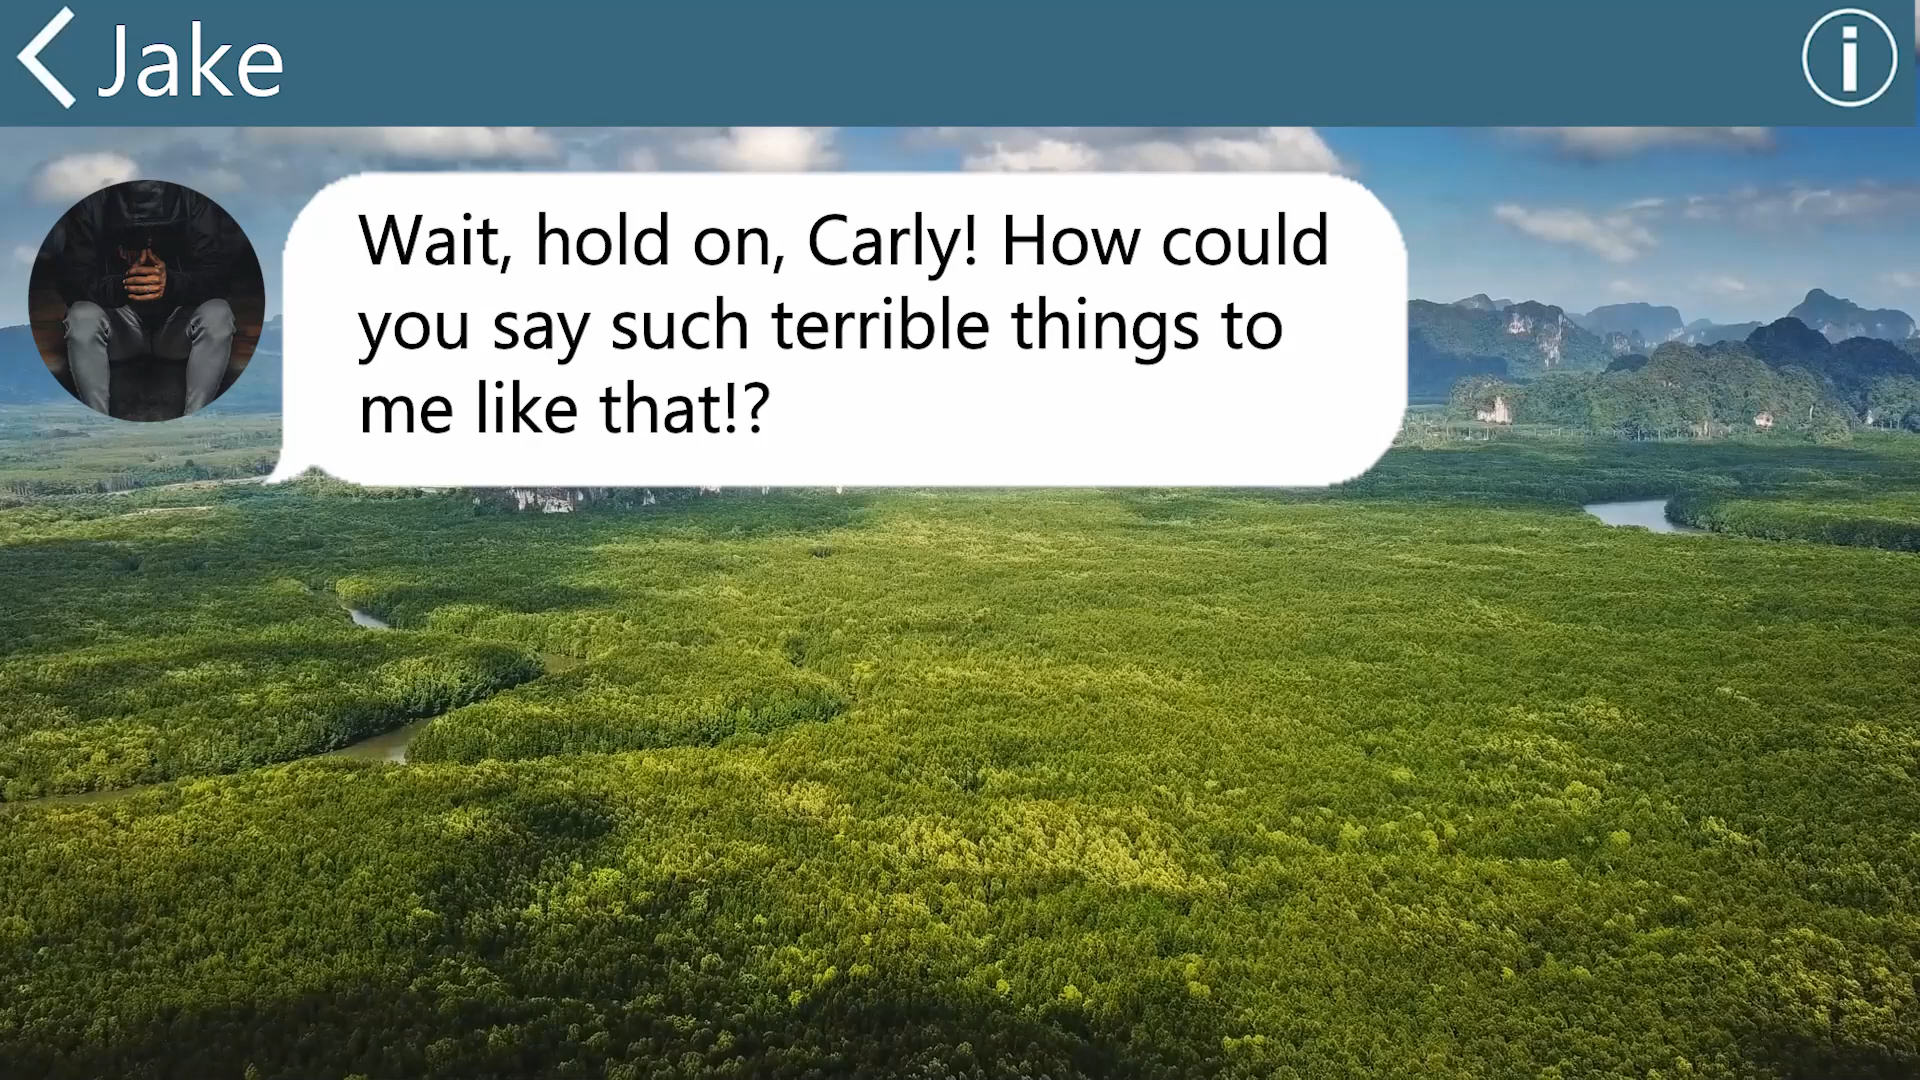 Jake
Wait, hold on, Carly! How could
you say such terrible things to
me like that!?